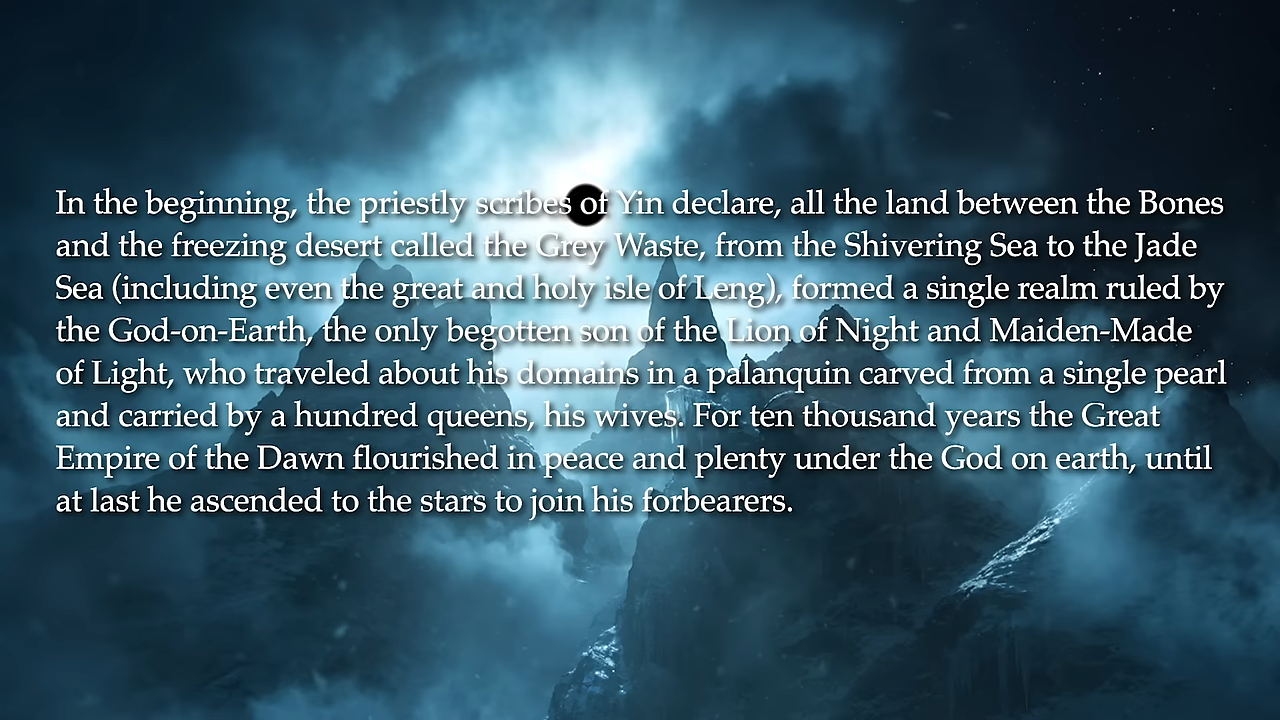 In the beginning, the priestly scribes of Yin declare, all the land between the Bones
and the freezing desert called the Grey Waste, from the Shivering Sea to the Jade
Sea (including even the great and holy isle of Leng), formed a single realm ruled by
the God-on-Earth, the only begotten son of the Lion of Night and Maiden-Made
of Light, who traveled about his domains in a palanquin carved from a single pearl
and carried by a hundred queens, his wives. For ten thousand years the Great
Empire of the Dawn flourished in peace and plenty under the God on earth, until
at last he ascended to the stars to join his forbearers.